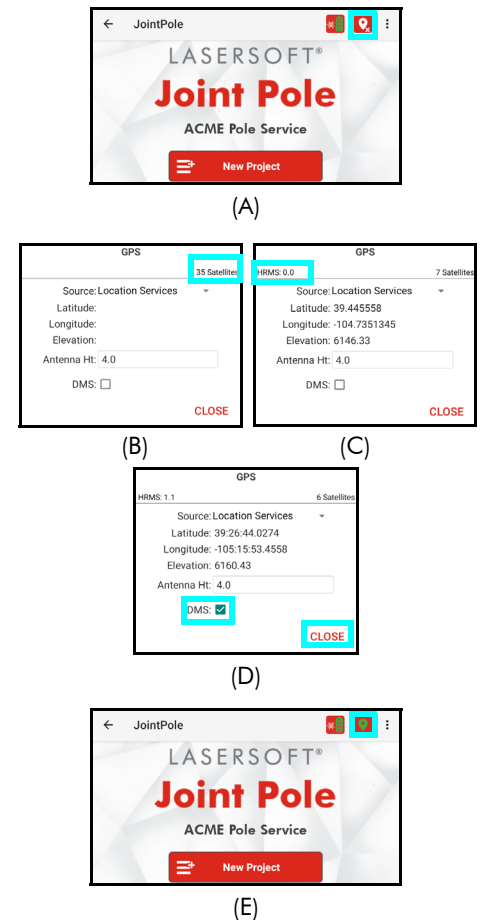 JointPole
LASERSOFT®
Joint Pole
ACME Pole Service
New Project
(A)
GPS
35 Satellites
Source: Location Services
Latitude:
Longitude:
Elevation:
Antenna Ht: 4.0
DMS:
CLOSE
(B)
GPS
HRMS: 0.0 7 Satellites
Source: Location Services
Latitude: 39.445558
Longitude: -104.7351345
Elevation: 6146.33
Antenna Ht: 4.0
DMS:
CLOSE
(C)
GPS
HRMS: 1.1 6 Satellites
Source: Location Services
Latitude: 39:26:44.0274
Longitude: -105:15:53.4558
Elevation: 6160.43
Antenna Ht: 4.0
DMS:
CLOSE
(D)
JointPole
LASERSOFT®
Joint Pole
ACME Pole Service
New Project
(E)